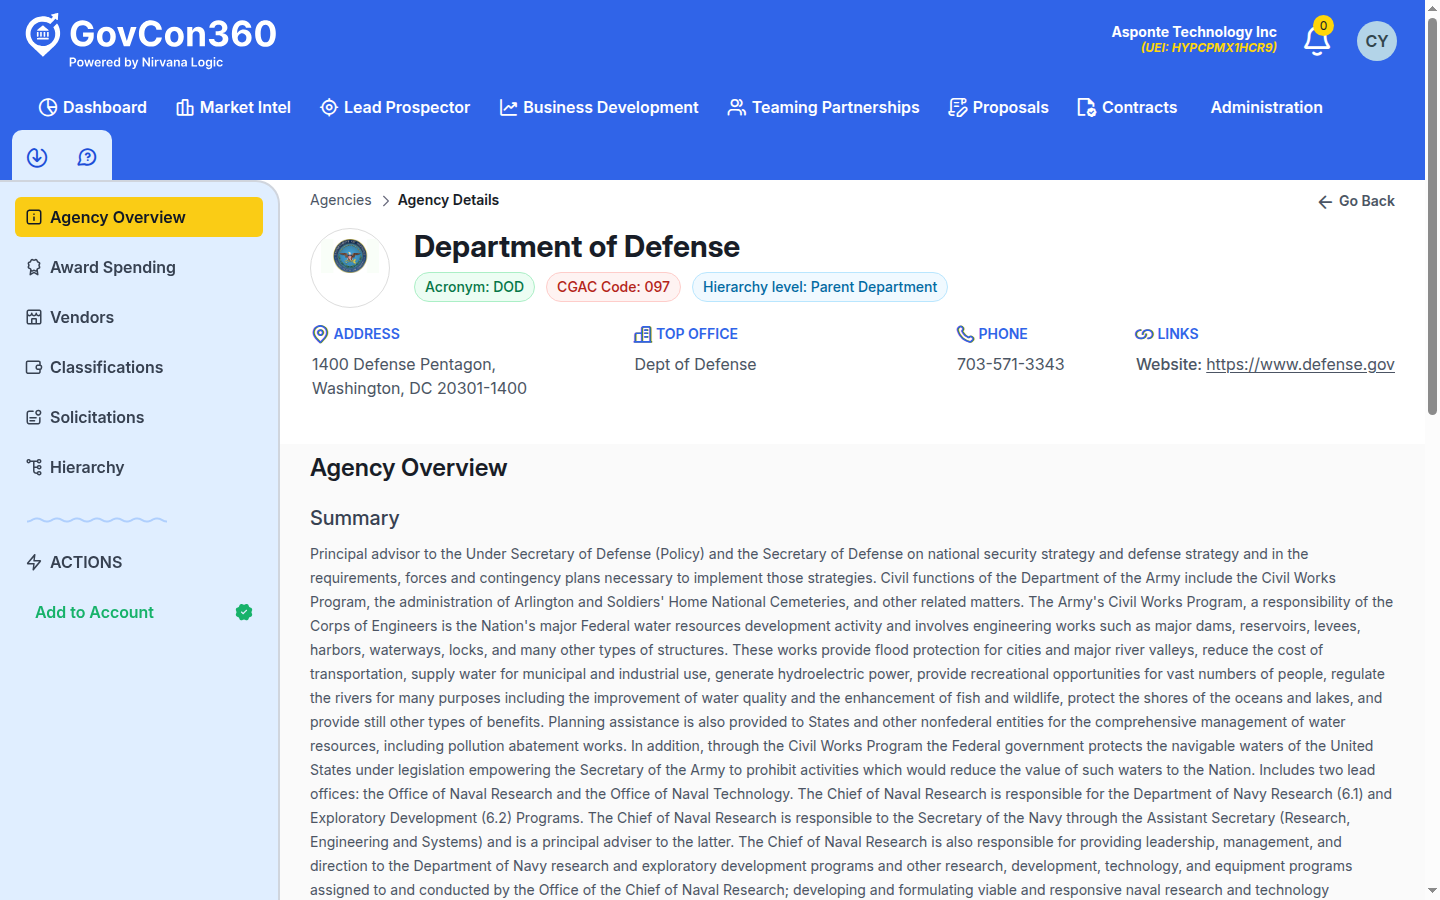 GovCon360
Powered by Nirvana Logic
Asponte Technology Inc
(UEI: HYPCPMX1HCR9)
0
CY
Dashboard
Market Intel
Lead Prospector
Business Development
Teaming Partnerships
Proposals
Contracts
Administration
Agency Overview
Award Spending
Vendors
Classifications
Solicitations
Hierarchy
ACTIONS
Add to Account
Agencies > Agency Details
Go Back
Department of Defense
Acronym: DOD
CGAC Code: 097
Hierarchy level: Parent Department
ADDRESS
1400 Defense Pentagon,
Washington, DC 20301-1400
TOP OFFICE
Dept of Defense
PHONE
703-571-3343
LINKS
Website: https://www.defense.gov
Agency Overview
Summary
Principal advisor to the Under Secretary of Defense (Policy) and the Secretary of Defense on national security strategy and defense strategy and in the
requirements, forces and contingency plans necessary to implement those strategies. Civil functions of the Department of the Army include the Civil Works
Program, the administration of Arlington and Soldiers' Home National Cemeteries, and other related matters. The Army's Civil Works Program, a responsibility of the
Corps of Engineers is the Nation's major Federal water resources development activity and involves engineering works such as major dams, reservoirs, levees,
harbors, waterways, locks, and many other types of structures. These works provide flood protection for cities and major river valleys, reduce the cost of
transportation, supply water for municipal and industrial use, generate hydroelectric power, provide recreational opportunities for vast numbers of people, regulate
the rivers for many purposes including the improvement of water quality and the enhancement of fish and wildlife, protect the shores of the oceans and lakes, and
provide still other types of benefits. Planning assistance is also provided to States and other nonfederal entities for the comprehensive management of water
resources, including pollution abatement works. In addition, through the Civil Works Program the Federal government protects the navigable waters of the United
States under legislation empowering the Secretary of the Army to prohibit activities which would reduce the value of such waters to the Nation. Includes two lead
offices: the Office of Naval Research and the Office of Naval Technology. The Chief of Naval Research is responsible for the Department of Navy Research (6.1) and
Exploratory Development (6.2) Programs. The Chief of Naval Research is responsible to the Secretary of the Navy through the Assistant Secretary (Research,
Engineering and Systems) and is a principal adviser to the latter. The Chief of Naval Research is also responsible for providing leadership, management, and
direction to the Department of Navy research and exploratory development programs and other research, development, technology, and equipment programs
assigned to and conducted by the Office of the Chief of Naval Research; developing and formulating viable and responsive naval research and technology